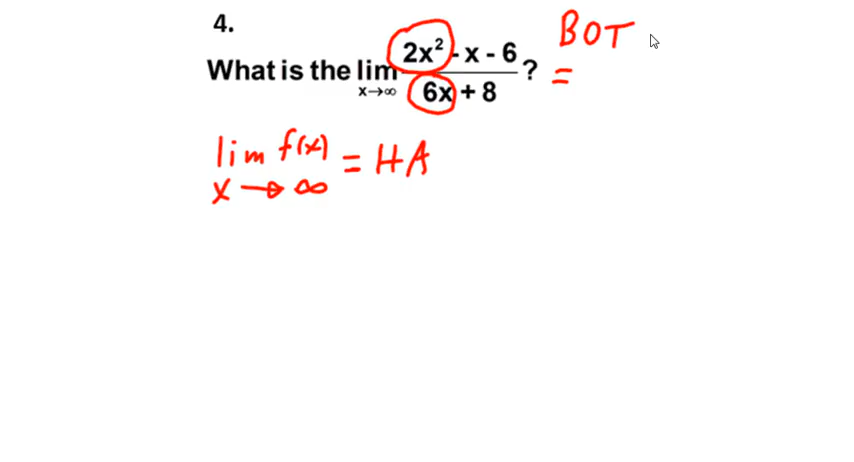 4.
What is the lim x→∞ (2x² - x - 6)/(6x + 8) ?
BOT
=
lim x→∞ f(x) = HA